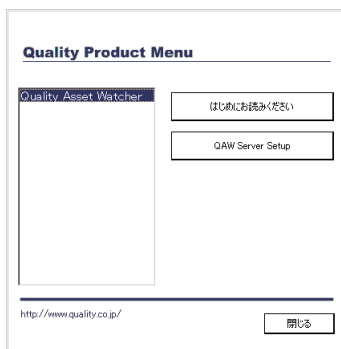 Quality Product Menu
Quality Asset Watcher
はじめにお読みください
QAW Server Setup
http://www.quality.co.jp/
閉じる